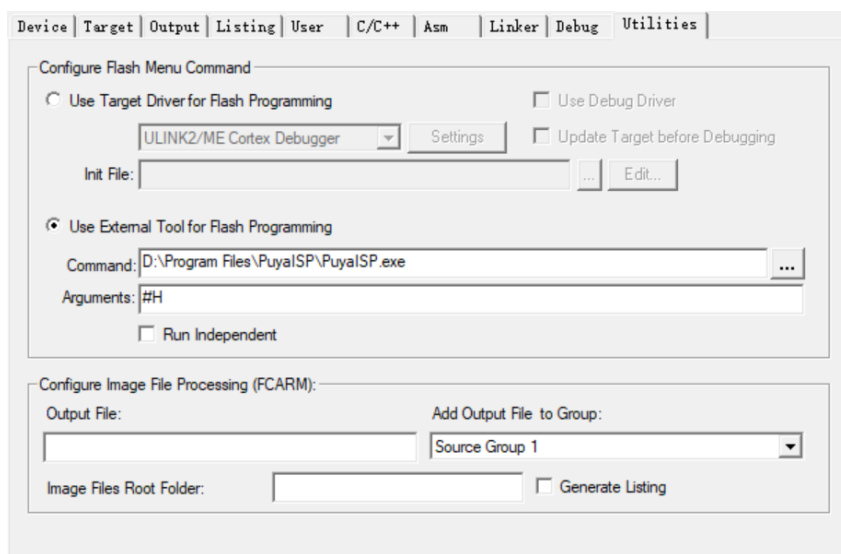 Device | Target | Output | Listing | User | C/C++ | Asm | Linker | Debug | Utilities
Configure Flash Menu Command
Use Target Driver for Flash Programming Use Debug Driver
ULINK2/ME Cortex Debugger Settings Update Target before Debugging
Init File: ... Edit...
Use External Tool for Flash Programming
Command: D:\Program Files\PuyaISP\PuyaISP.exe ...
Arguments: #H
Run Independent
Configure Image File Processing (FCARM):
Output File: Add Output File to Group:
Source Group 1
Image Files Root Folder: Generate Listing